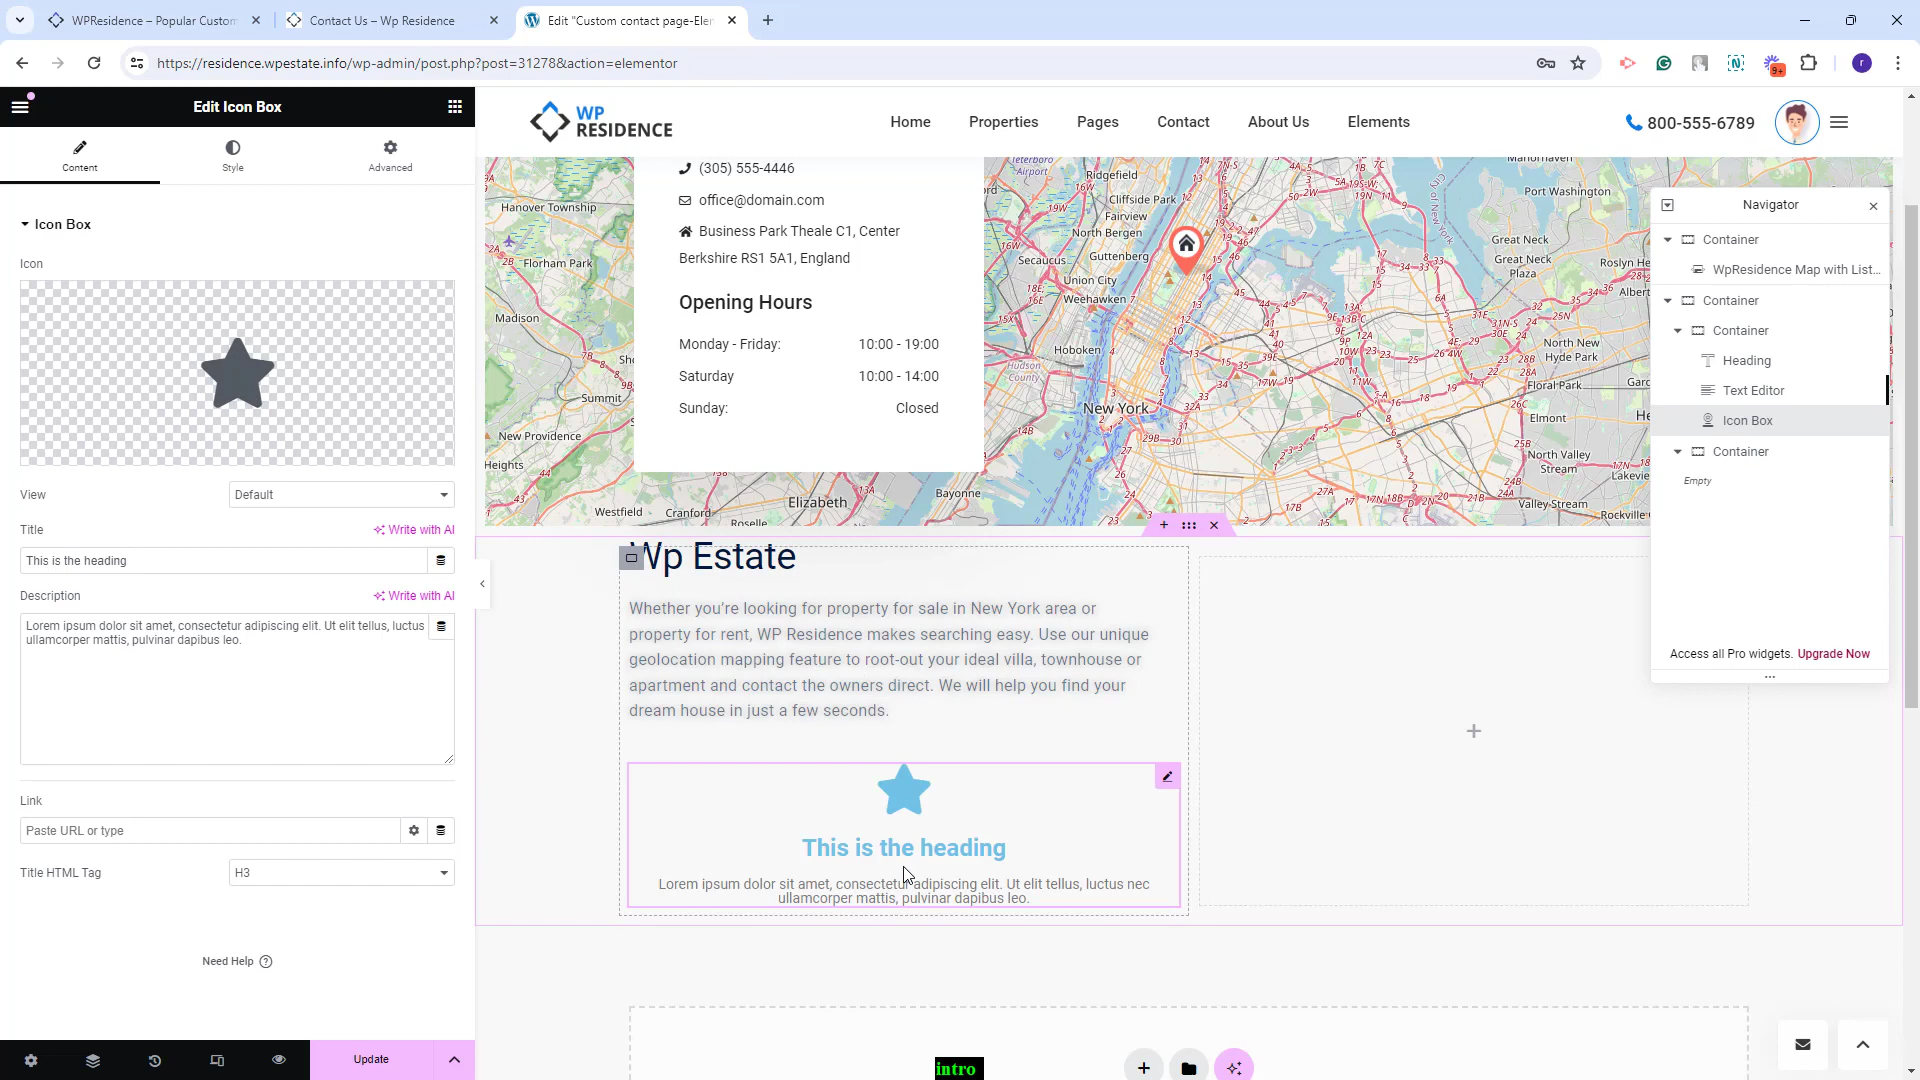 WPResidence – Popular Custom
Contact Us – Wp Residence
Edit "Custom contact page-Elem
https://residence.wpestate.info/wp-admin/post.php?post=31278&action=elementor
9+
r
Edit Icon Box
Content
Style
Advanced
Icon Box
Icon
View
Default
Title
Write with AI
This is the heading
Description
Write with AI
Lorem ipsum dolor sit amet, consectetur adipiscing elit. Ut elit tellus, luctus
ullamcorper mattis, pulvinar dapibus leo.
Link
Paste URL or type
Title HTML Tag
H3
Need Help
Update
WP
RESIDENCE
Home
Properties
Pages
Contact
About Us
Elements
800-555-6789
(305) 555-4446
office@domain.com
Business Park Theale C1, Center
Berkshire RS1 5A1, England
Opening Hours
Monday - Friday:
10:00 - 19:00
Saturday
10:00 - 14:00
Sunday:
Closed
Hanover Township
Florham Park
Madison
Summit
New Providence
Heights
Westfield
Cranford
Roselle
Elizabeth
Bayonne
Teterboro
Airport
Ridgefield
Cliffside Park
Fairview
North Bergen
Secaucus
Guttenberg
Union City
Weehawken
Hoboken
Hudson
County
New York
Port Washington
Great Neck
Great Neck
Plaza
North New
Hyde Park
Floral Park
Elmont
North Valley
Stream
Valley Stream
Rockville
Lakeview
Navigator
Container
WpResidence Map with List...
Container
Container
Heading
Text Editor
Icon Box
Container
Empty
Access all Pro widgets. Upgrade Now
Wp Estate
Whether you're looking for property for sale in New York area or
property for rent, WP Residence makes searching easy. Use our unique
geolocation mapping feature to root-out your ideal villa, townhouse or
apartment and contact the owners direct. We will help you find your
dream house in just a few seconds.
This is the heading
Lorem ipsum dolor sit amet, consectetur adipiscing elit. Ut elit tellus, luctus nec
ullamcorper mattis, pulvinar dapibus leo.
intro